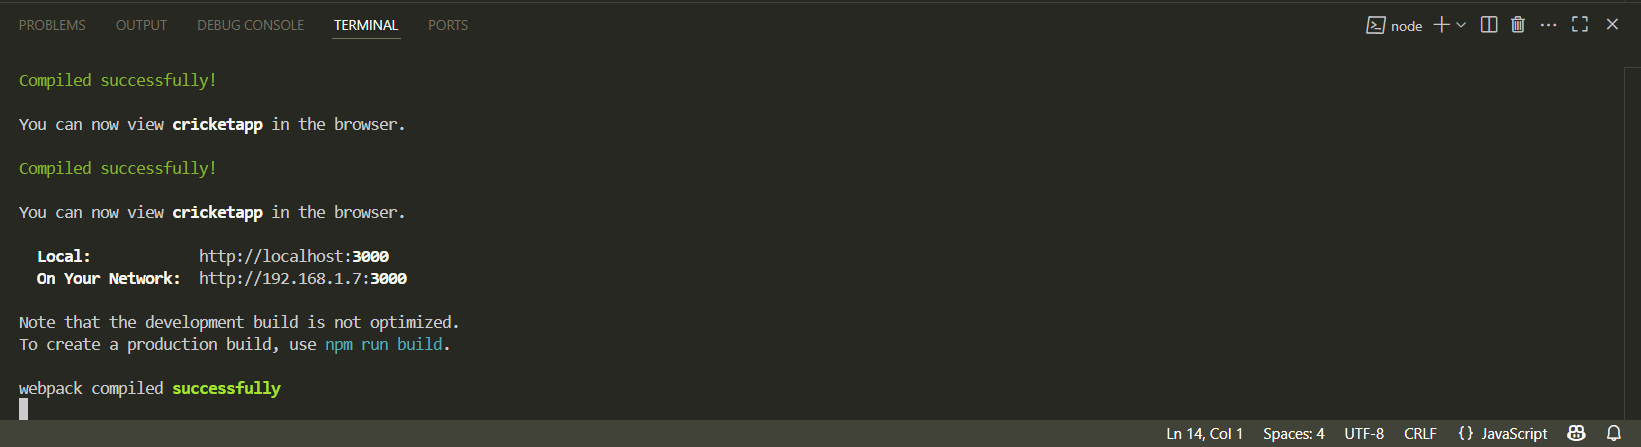 PROBLEMS OUTPUT DEBUG CONSOLE TERMINAL PORTS node
Compiled successfully!
You can now view cricketapp in the browser.
Compiled successfully!
You can now view cricketapp in the browser.
Local: http://localhost:3000
On Your Network: http://192.168.1.7:3000
Note that the development build is not optimized.
To create a production build, use npm run build.
webpack compiled successfully
Ln 14, Col 1 Spaces: 4 UTF-8 CRLF {} JavaScript